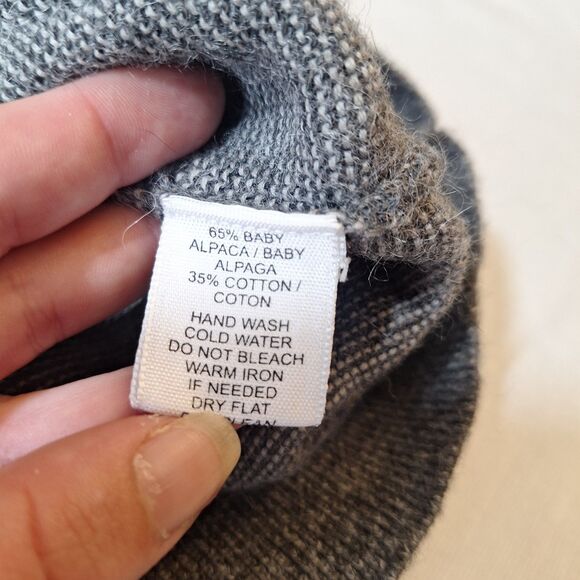 65% BABY
ALPACA / BABY
ALPAGA
35% COTTON /
COTON
HAND WASH
COLD WATER
DO NOT BLEACH
WARM IRON
IF NEEDED
DRY FLAT